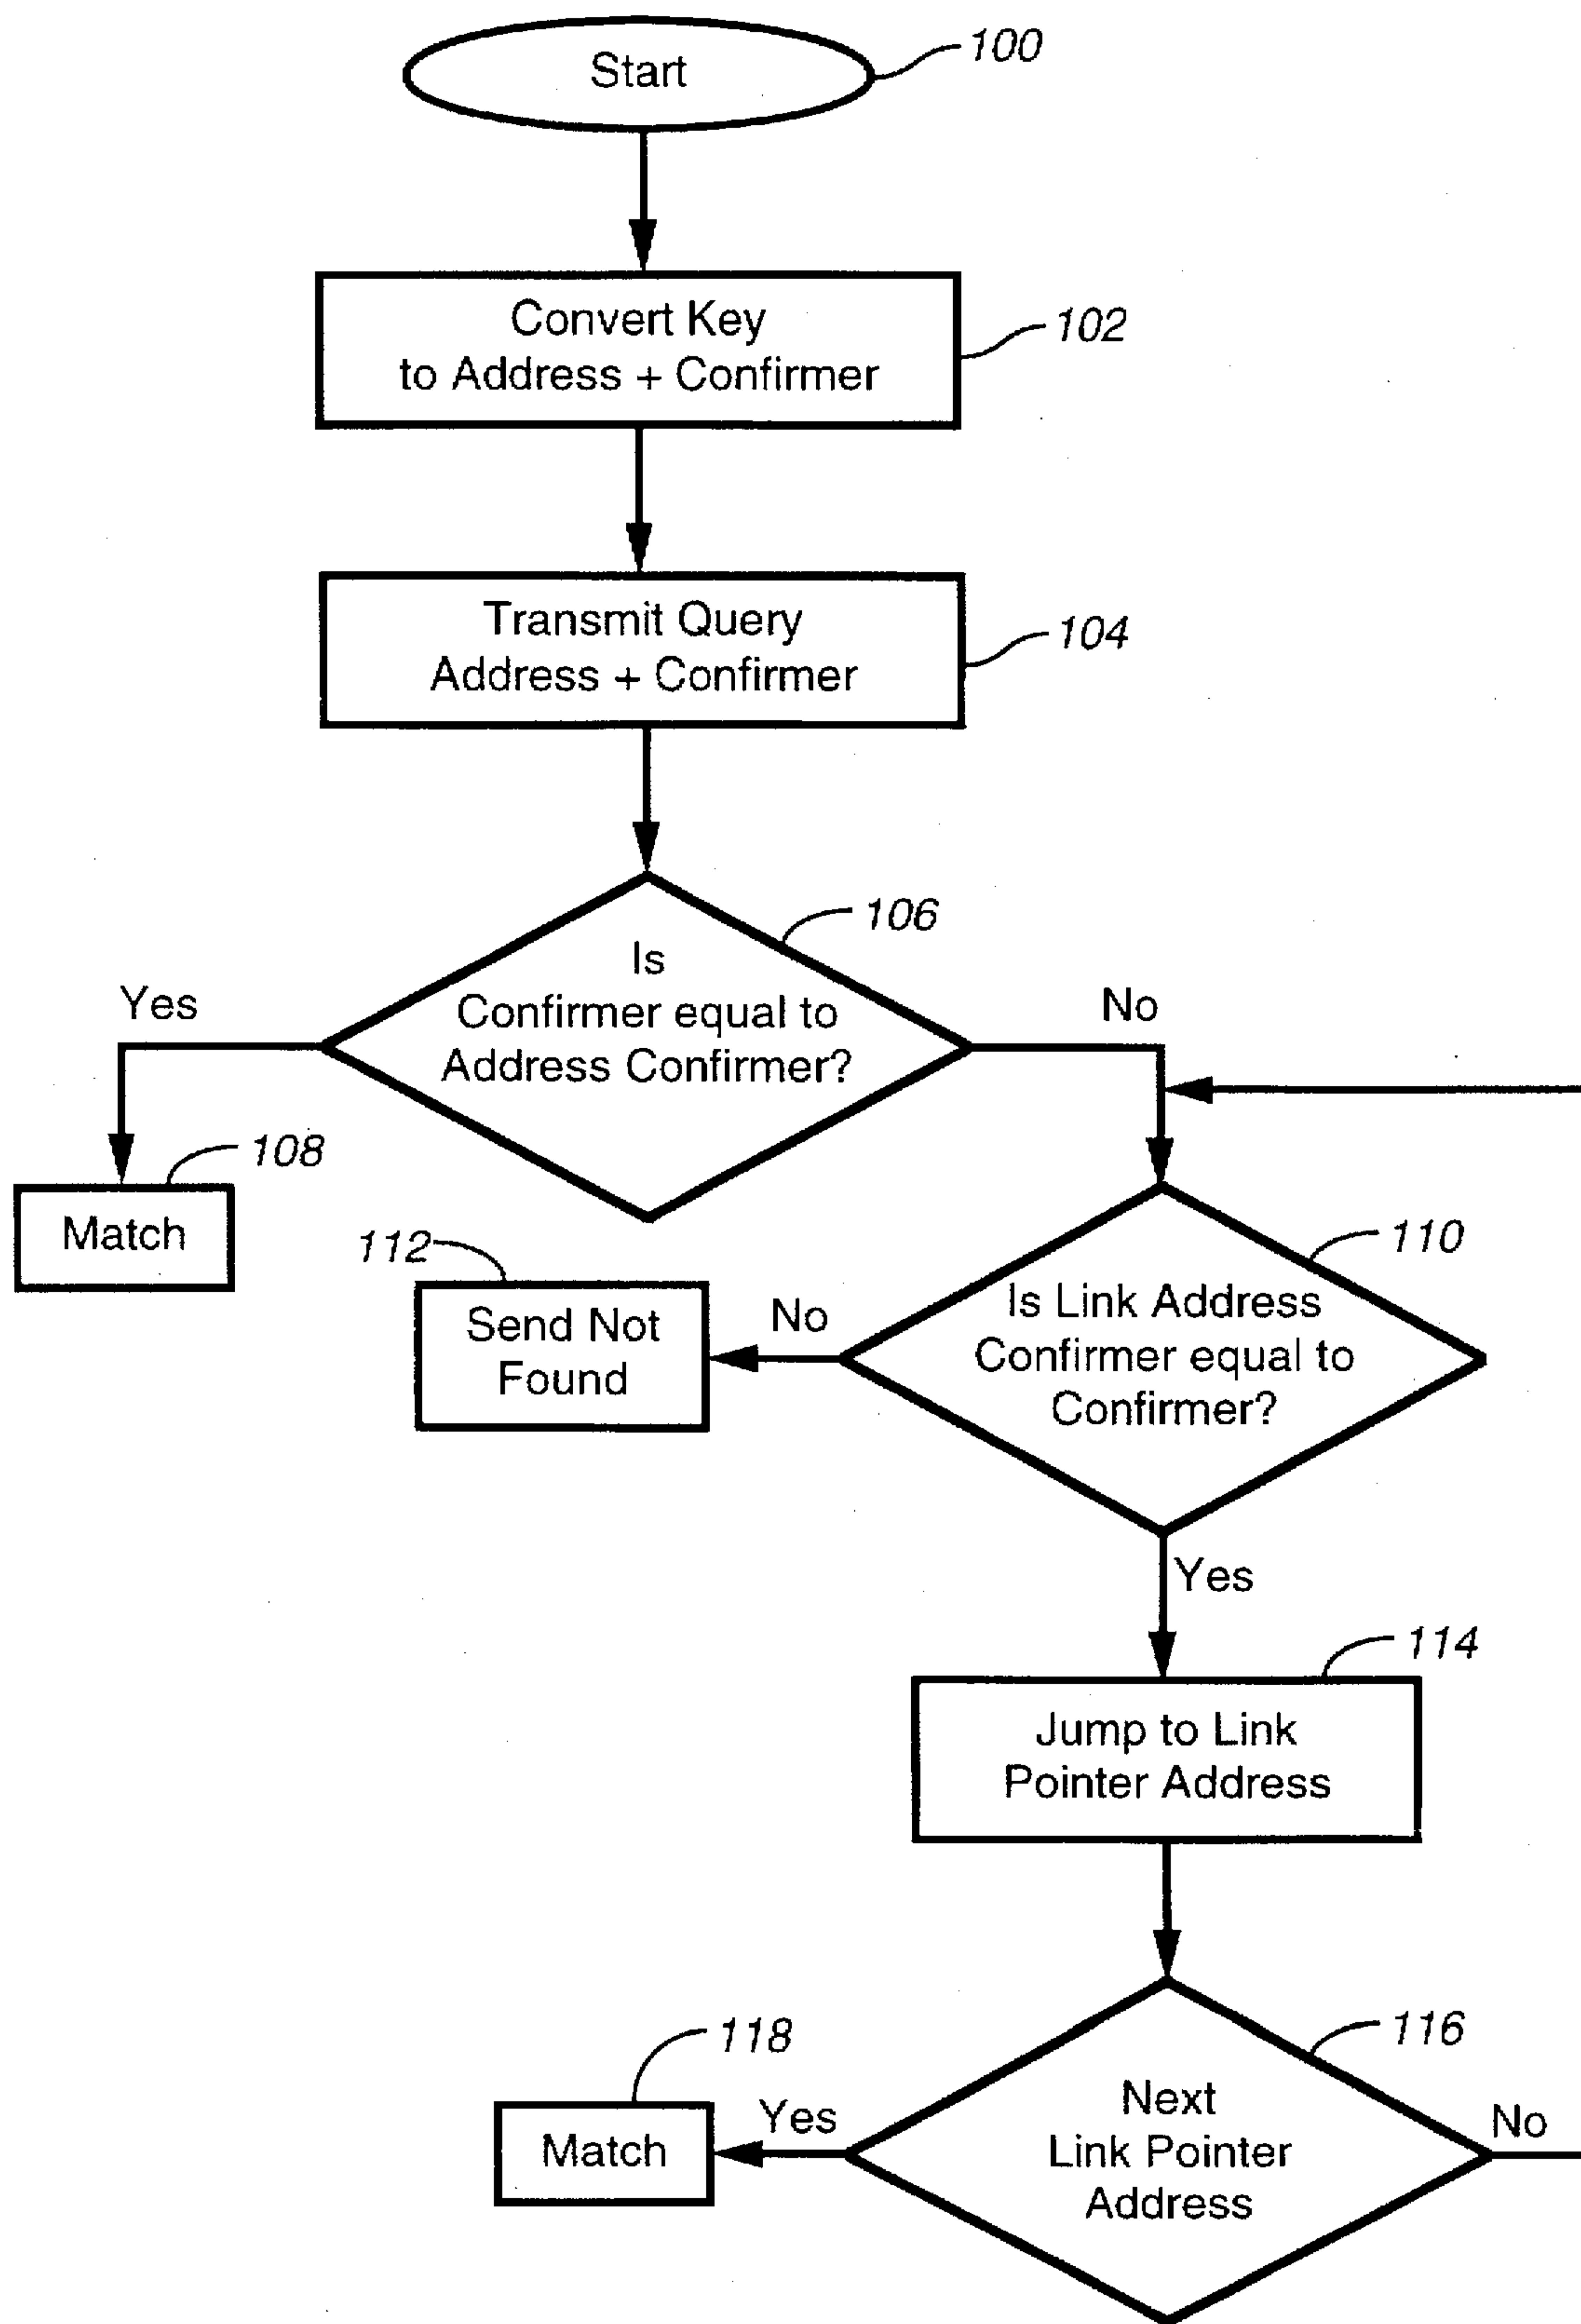 Start
100
Convert Key
to Address + Confirmer
102
Transmit Query
Address + Confirmer
104
106
Is
Confirmer equal to
Address Confirmer?
Yes
No
108
Match
112
Send Not
Found
No
110
Is Link Address
Confirmer equal to
Confirmer?
Yes
114
Jump to Link
Pointer Address
116
Next
Link Pointer
Address
118
Match
Yes
No